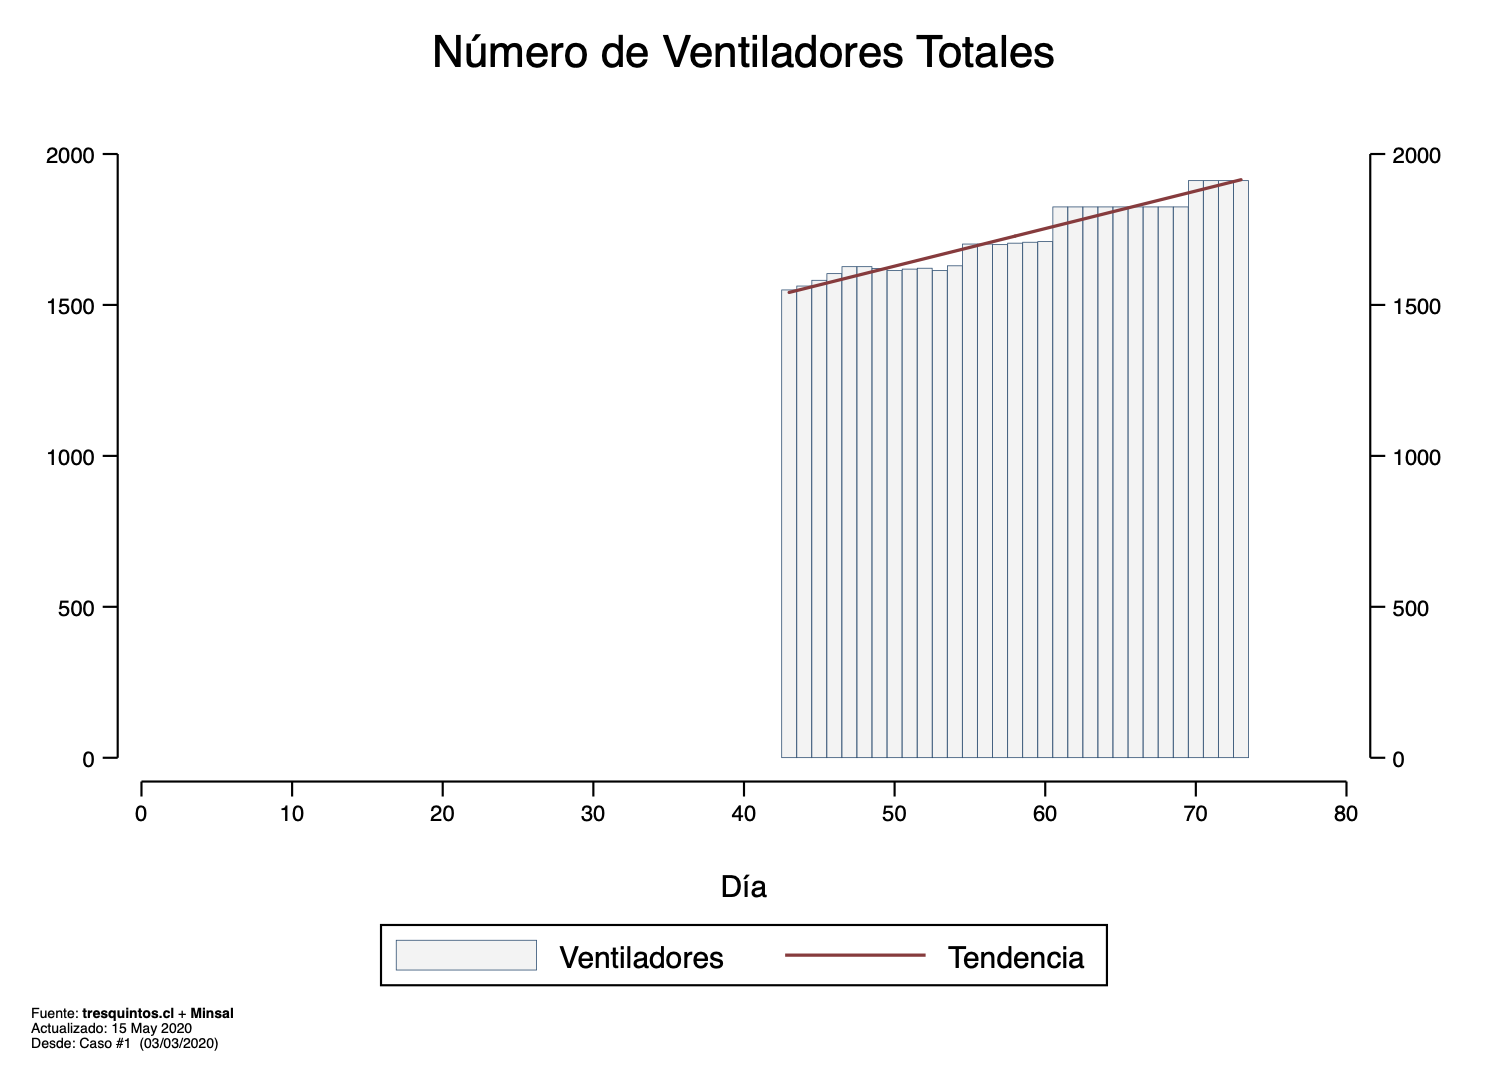 Número de Ventiladores Totales
2000 2000
1500 1500
1000 1000
500 500
0 0
0 10 20 30 40 50 60 70 80
Día
Ventiladores Tendencia
Fuente: tresquintos.cl + Minsal
Actualizado: 15 May 2020
Desde: Caso #1 (03/03/2020)